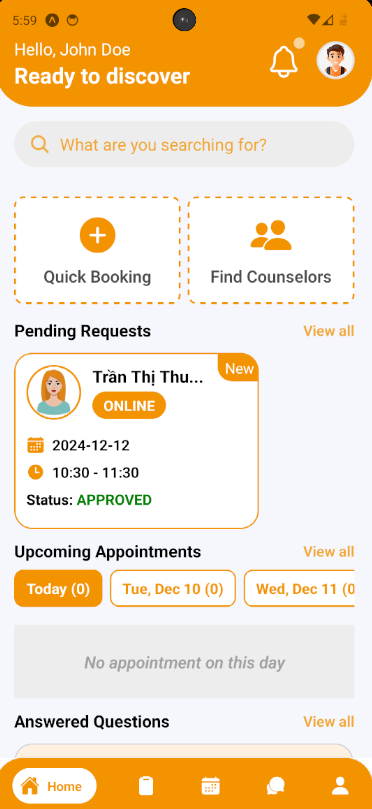 5:59
Hello, John Doe
Ready to discover
What are you searching for?
Quick Booking
Find Counselors
Pending Requests
View all
New
Trần Thị Thu...
ONLINE
2024-12-12
10:30 - 11:30
Status: APPROVED
Upcoming Appointments
View all
Today (0)
Tue, Dec 10 (0)
Wed, Dec 11 (0
No appointment on this day
Answered Questions
View all
Home